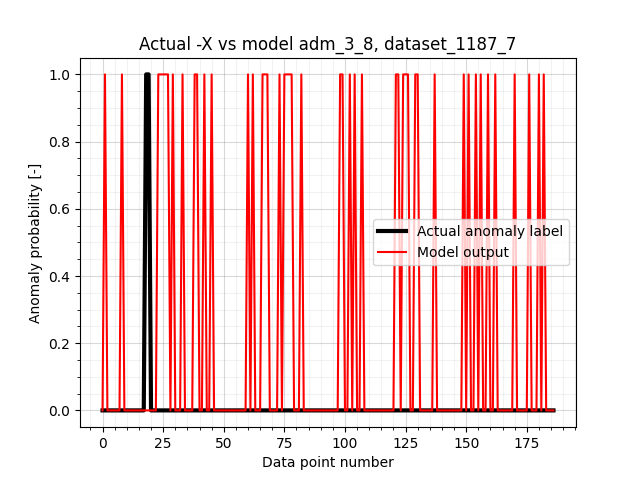 Actual -X vs model adm_3_8, dataset_1187_7
Anomaly probability [-]
1.0
0.8
0.6
0.4
0.2
0.0
Actual anomaly label
Model output
0 25 50 75 100 125 150 175
Data point number